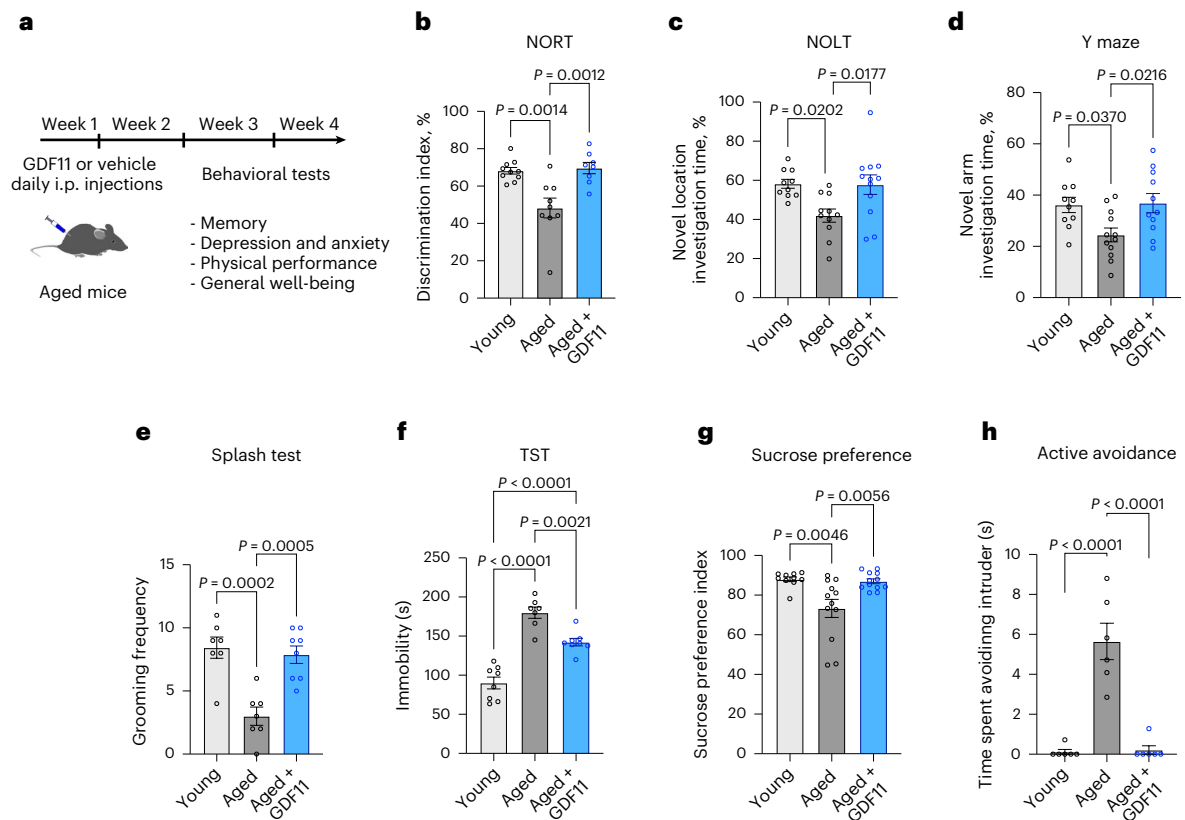 a
Week 1 Week 2 Week 3 Week 4
GDF11 or vehicle
daily i.p. injections
Behavioral tests
- Memory
- Depression and anxiety
- Physical performance
- General well-being
Aged mice
b
NORT
P = 0.0012
P = 0.0014
Discrimination index, %
100
80
60
40
20
0
Young
Aged
Aged +
GDF11
c
NOLT
P = 0.0177
P = 0.0202
Novel location
investigation time, %
100
80
60
40
20
0
Young
Aged
Aged +
GDF11
d
Y maze
P = 0.0216
P = 0.0370
Novel arm
investigation time, %
80
60
40
20
0
Young
Aged
Aged +
GDF11
e
Splash test
P = 0.0005
P = 0.0002
Grooming frequency
15
10
5
0
Young
Aged
Aged +
GDF11
f
TST
P < 0.0001
P = 0.0021
P < 0.0001
Immobility (s)
250
200
150
100
50
0
Young
Aged
Aged +
GDF11
g
Sucrose preference
P = 0.0056
P = 0.0046
Sucrose preference index
100
80
60
40
20
0
Young
Aged
Aged +
GDF11
h
Active avoidance
P < 0.0001
P < 0.0001
Time spent avoidining intruder (s)
10
8
6
4
2
0
Young
Aged
Aged +
GDF11